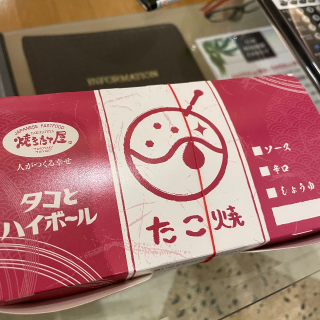 INFORMATION
JAPANESE FASTFOOD
焼きたて屋
人がつくる幸せ
タコと
ハイボール
たこ焼
ソース
辛口
しょうゆ